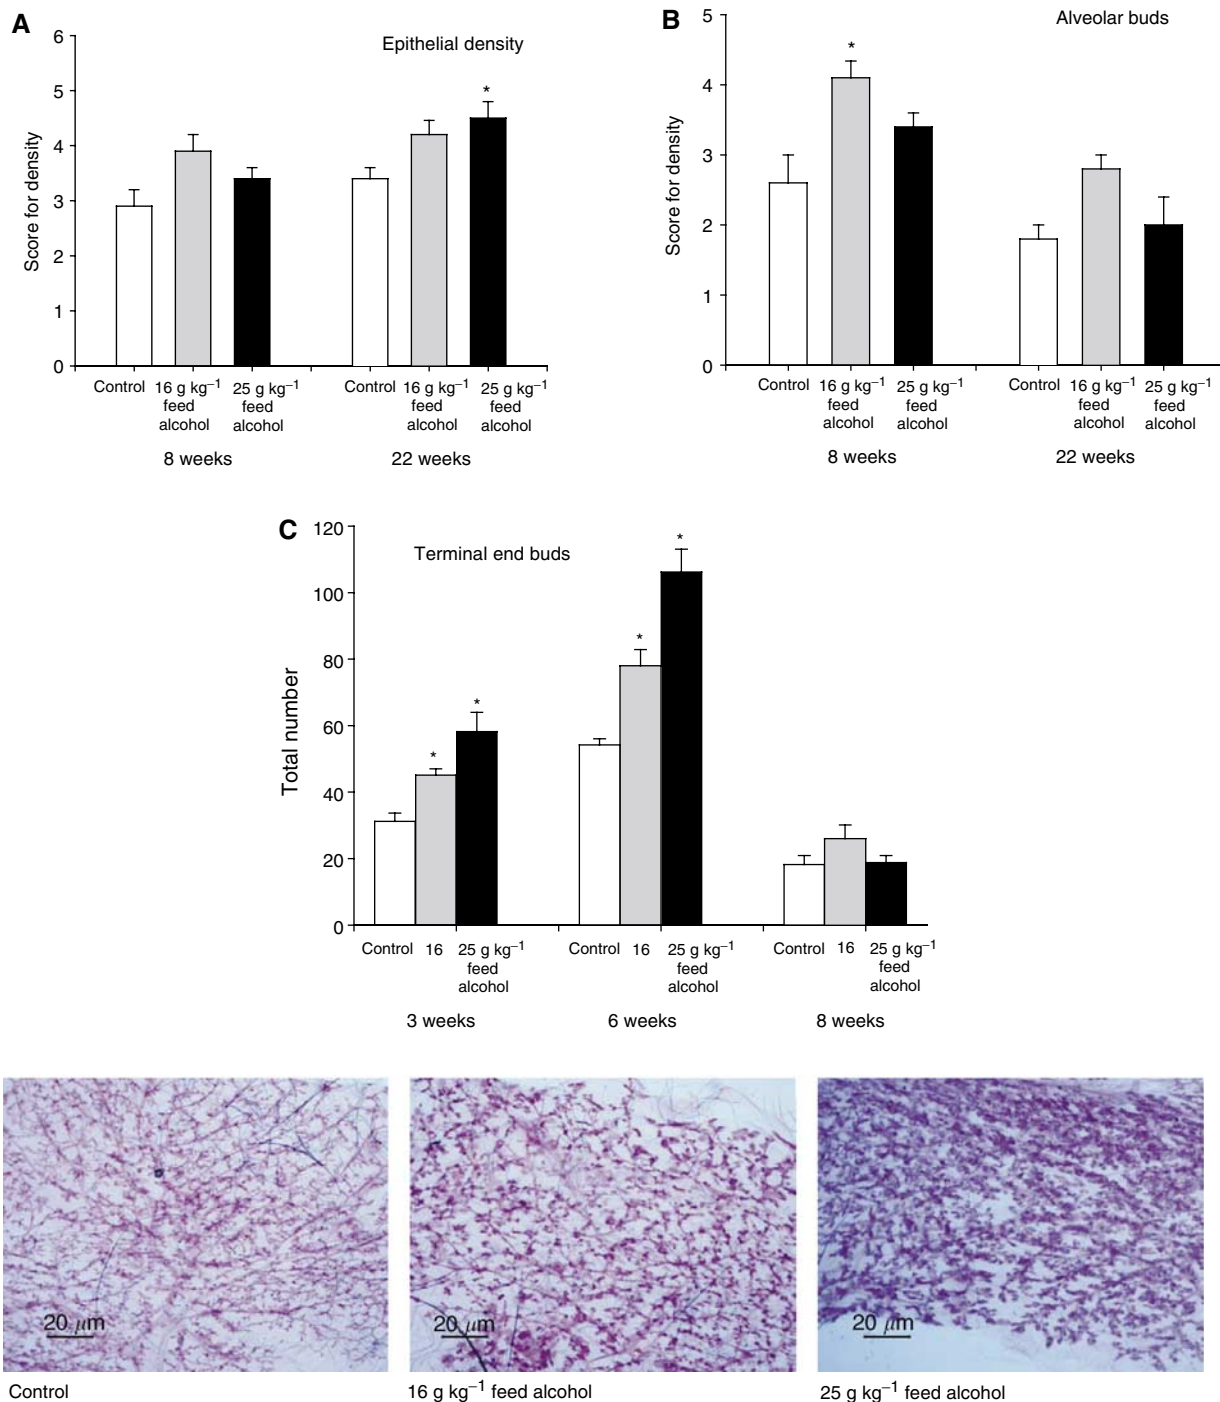 A
Epithelial density
Score for density
6
5
4
3
2
1
0
*
Control 16 g kg⁻¹ feed alcohol 25 g kg⁻¹ feed alcohol
Control 16 g kg⁻¹ feed alcohol 25 g kg⁻¹ feed alcohol
8 weeks 22 weeks
B
Alveolar buds
Score for density
5
4
3
2
1
0
*
Control 16 g kg⁻¹ feed alcohol 25 g kg⁻¹ feed alcohol
Control 16 g kg⁻¹ feed alcohol 25 g kg⁻¹ feed alcohol
8 weeks 22 weeks
C
Terminal end buds
Total number
120
100
80
60
40
20
0
* * * *
Control 16 25 g kg⁻¹ feed alcohol
Control 16 25 g kg⁻¹ feed alcohol
Control 16 25 g kg⁻¹ feed alcohol
3 weeks 6 weeks 8 weeks
20 μm
20 μm
20 μm
Control
16 g kg⁻¹ feed alcohol
25 g kg⁻¹ feed alcohol